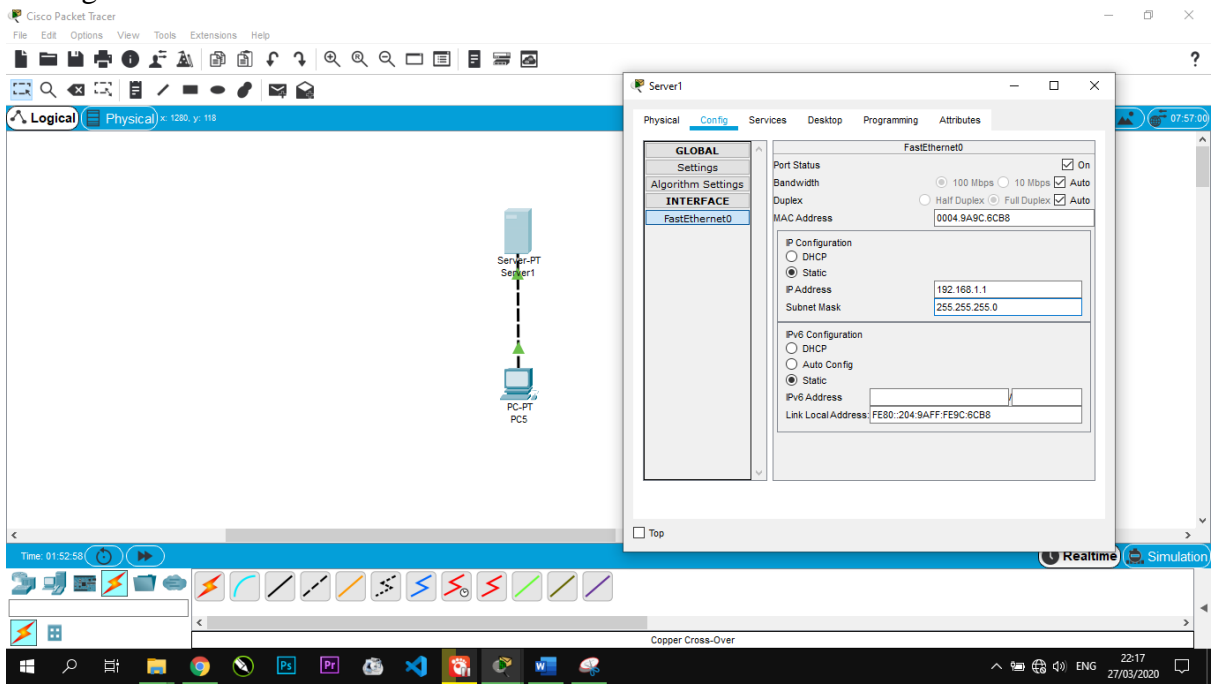 Cisco Packet Tracer
File Edit Options View Tools Extensions Help
?
Logical Physical x: 1280, y: 118
07:57:00
Server-PT
Server1
PC-PT
PC5
Server1
Physical Config Services Desktop Programming Attributes
GLOBAL
Settings
Algorithm Settings
INTERFACE
FastEthernet0
FastEthernet0
Port Status On
Bandwidth 100 Mbps 10 Mbps Auto
Duplex Half Duplex Full Duplex Auto
MAC Address 0004.9A9C.6CB8
IP Configuration
DHCP
Static
IP Address 192.168.1.1
Subnet Mask 255.255.255.0
IPv6 Configuration
DHCP
Auto Config
Static
IPv6 Address /
Link Local Address: FE80::204:9AFF:FE9C:6CB8
Top
Time: 01:52:58 Realtime Simulation
Copper Cross-Over
Ps Pr ENG 22:17
27/03/2020